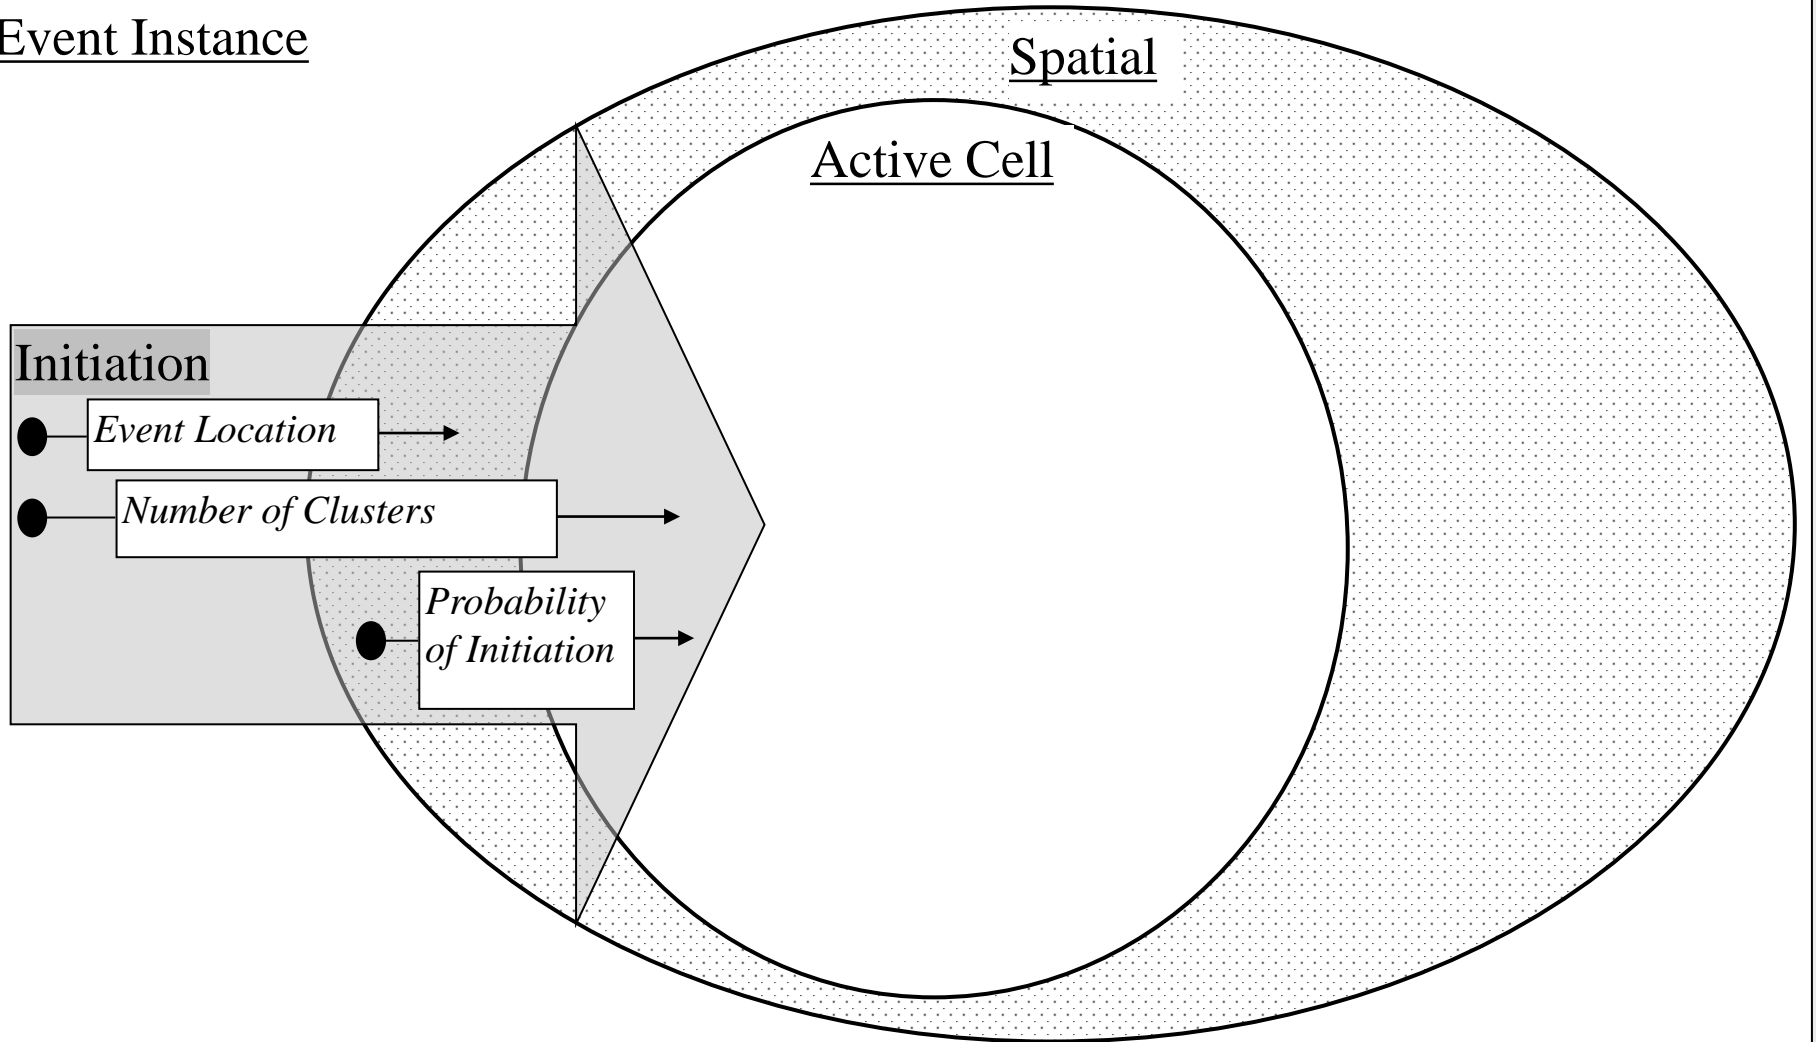 Event Instance
Spatial
Active Cell
Initiation
Event Location
Number of Clusters
Probability
of Initiation